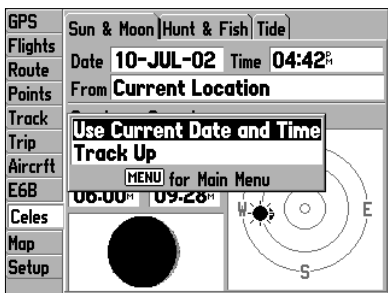 GPS
Flights
Route
Points
Track
Trip
Aircrft
E6B
Celes
Map
Setup
Sun & Moon Hunt & Fish Tide
Date 10-JUL-02 Time 04:42PM
From Current Location
Use Current Date and Time
Track Up
MENU for Main Menu
W E
S